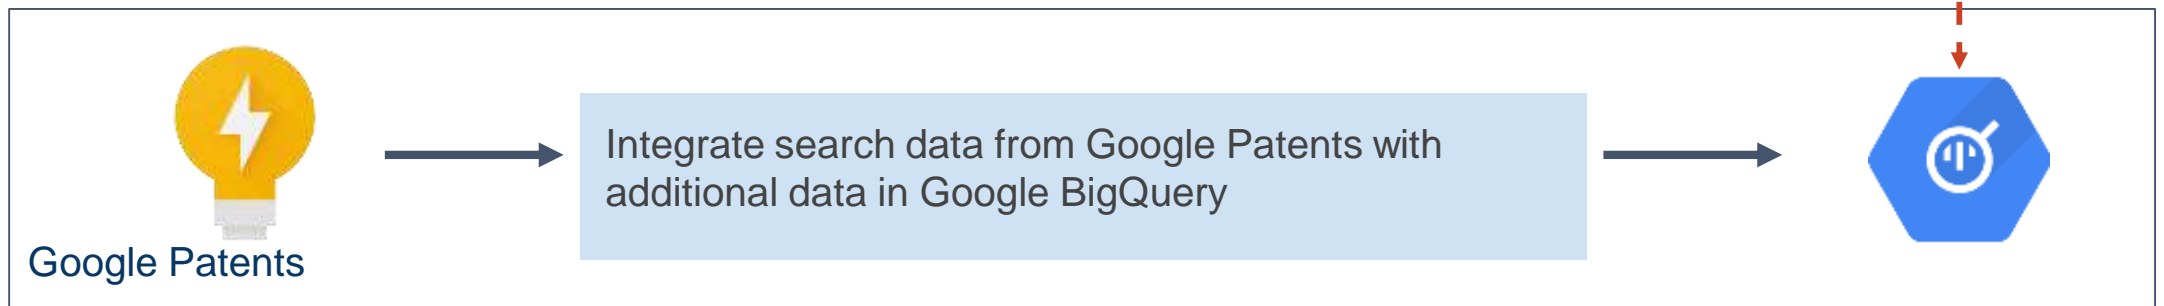 Integrate search data from Google Patents with
additional data in Google BigQuery
Google Patents